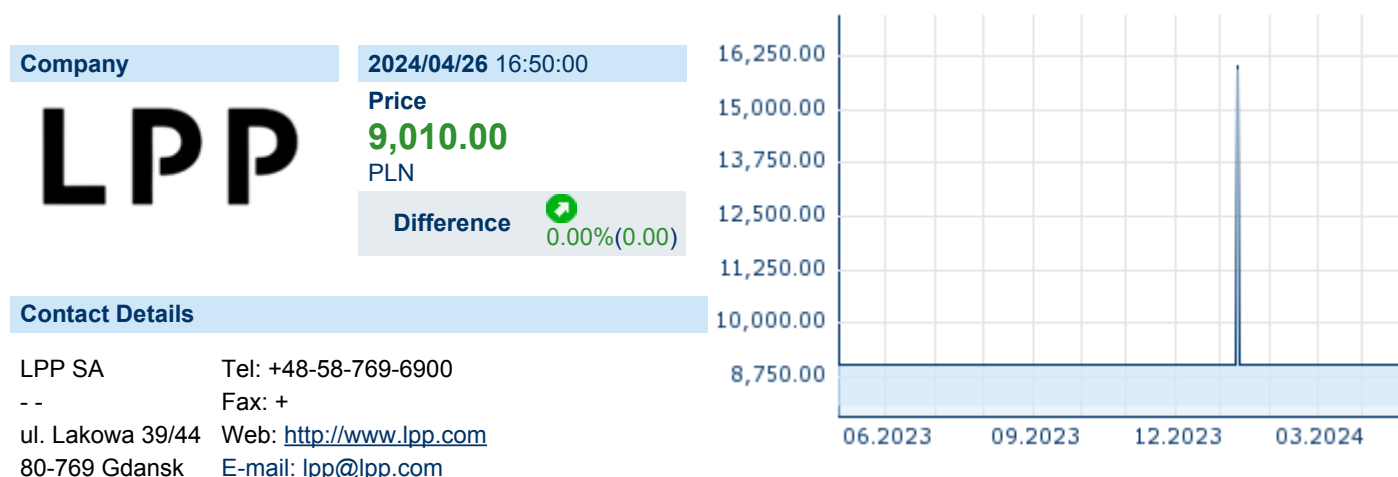 Company
LPP
2024/04/26 16:50:00
Price
9,010.00
PLN
Difference
0.00%(0.00)
Contact Details
LPP SA Tel: +48-58-769-6900
- - Fax: +
ul. Lakowa 39/44 Web: http://www.lpp.com
80-769 Gdansk E-mail: lpp@lpp.com
16,250.00
15,000.00
13,750.00
12,500.00
11,250.00
10,000.00
8,750.00
06.2023 09.2023 12.2023 03.2024